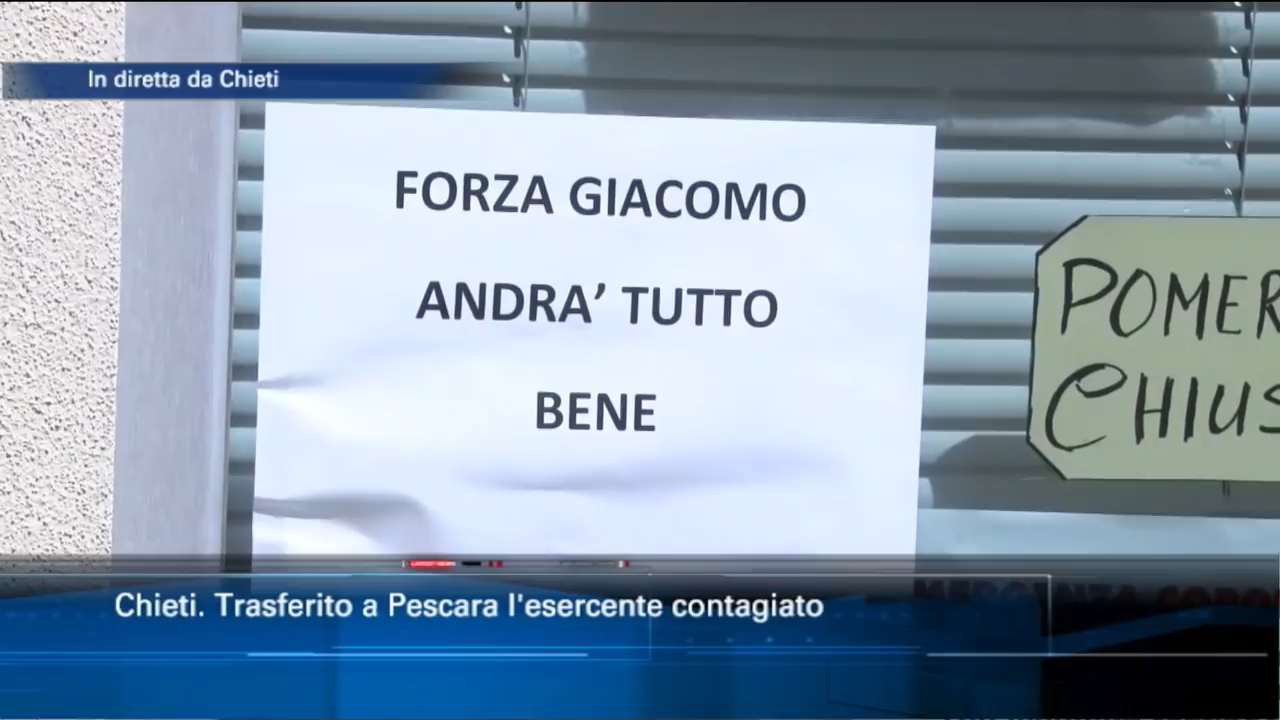 In diretta da Chieti
FORZA GIACOMO
ANDRA’ TUTTO
BENE
POMER
CHIUS
Chieti. Trasferito a Pescara l'esercente contagiato